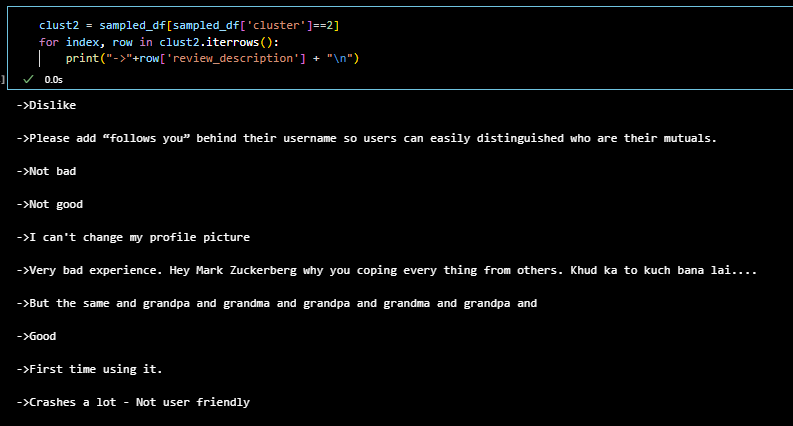 clust2 = sampled_df[sampled_df['cluster']==2]
for index, row in clust2.iterrows():
    print("->"+row['review_description'] + "\n")
] ✓ 0.0s
->Dislike
->Please add “follows you” behind their username so users can easily distinguished who are their mutuals.
->Not bad
->Not good
->I can't change my profile picture
->Very bad experience. Hey Mark Zuckerberg why you coping every thing from others. Khud ka to kuch bana lai....
->But the same and grandpa and grandma and grandpa and grandma and grandpa and
->Good
->First time using it.
->Crashes a lot - Not user friendly